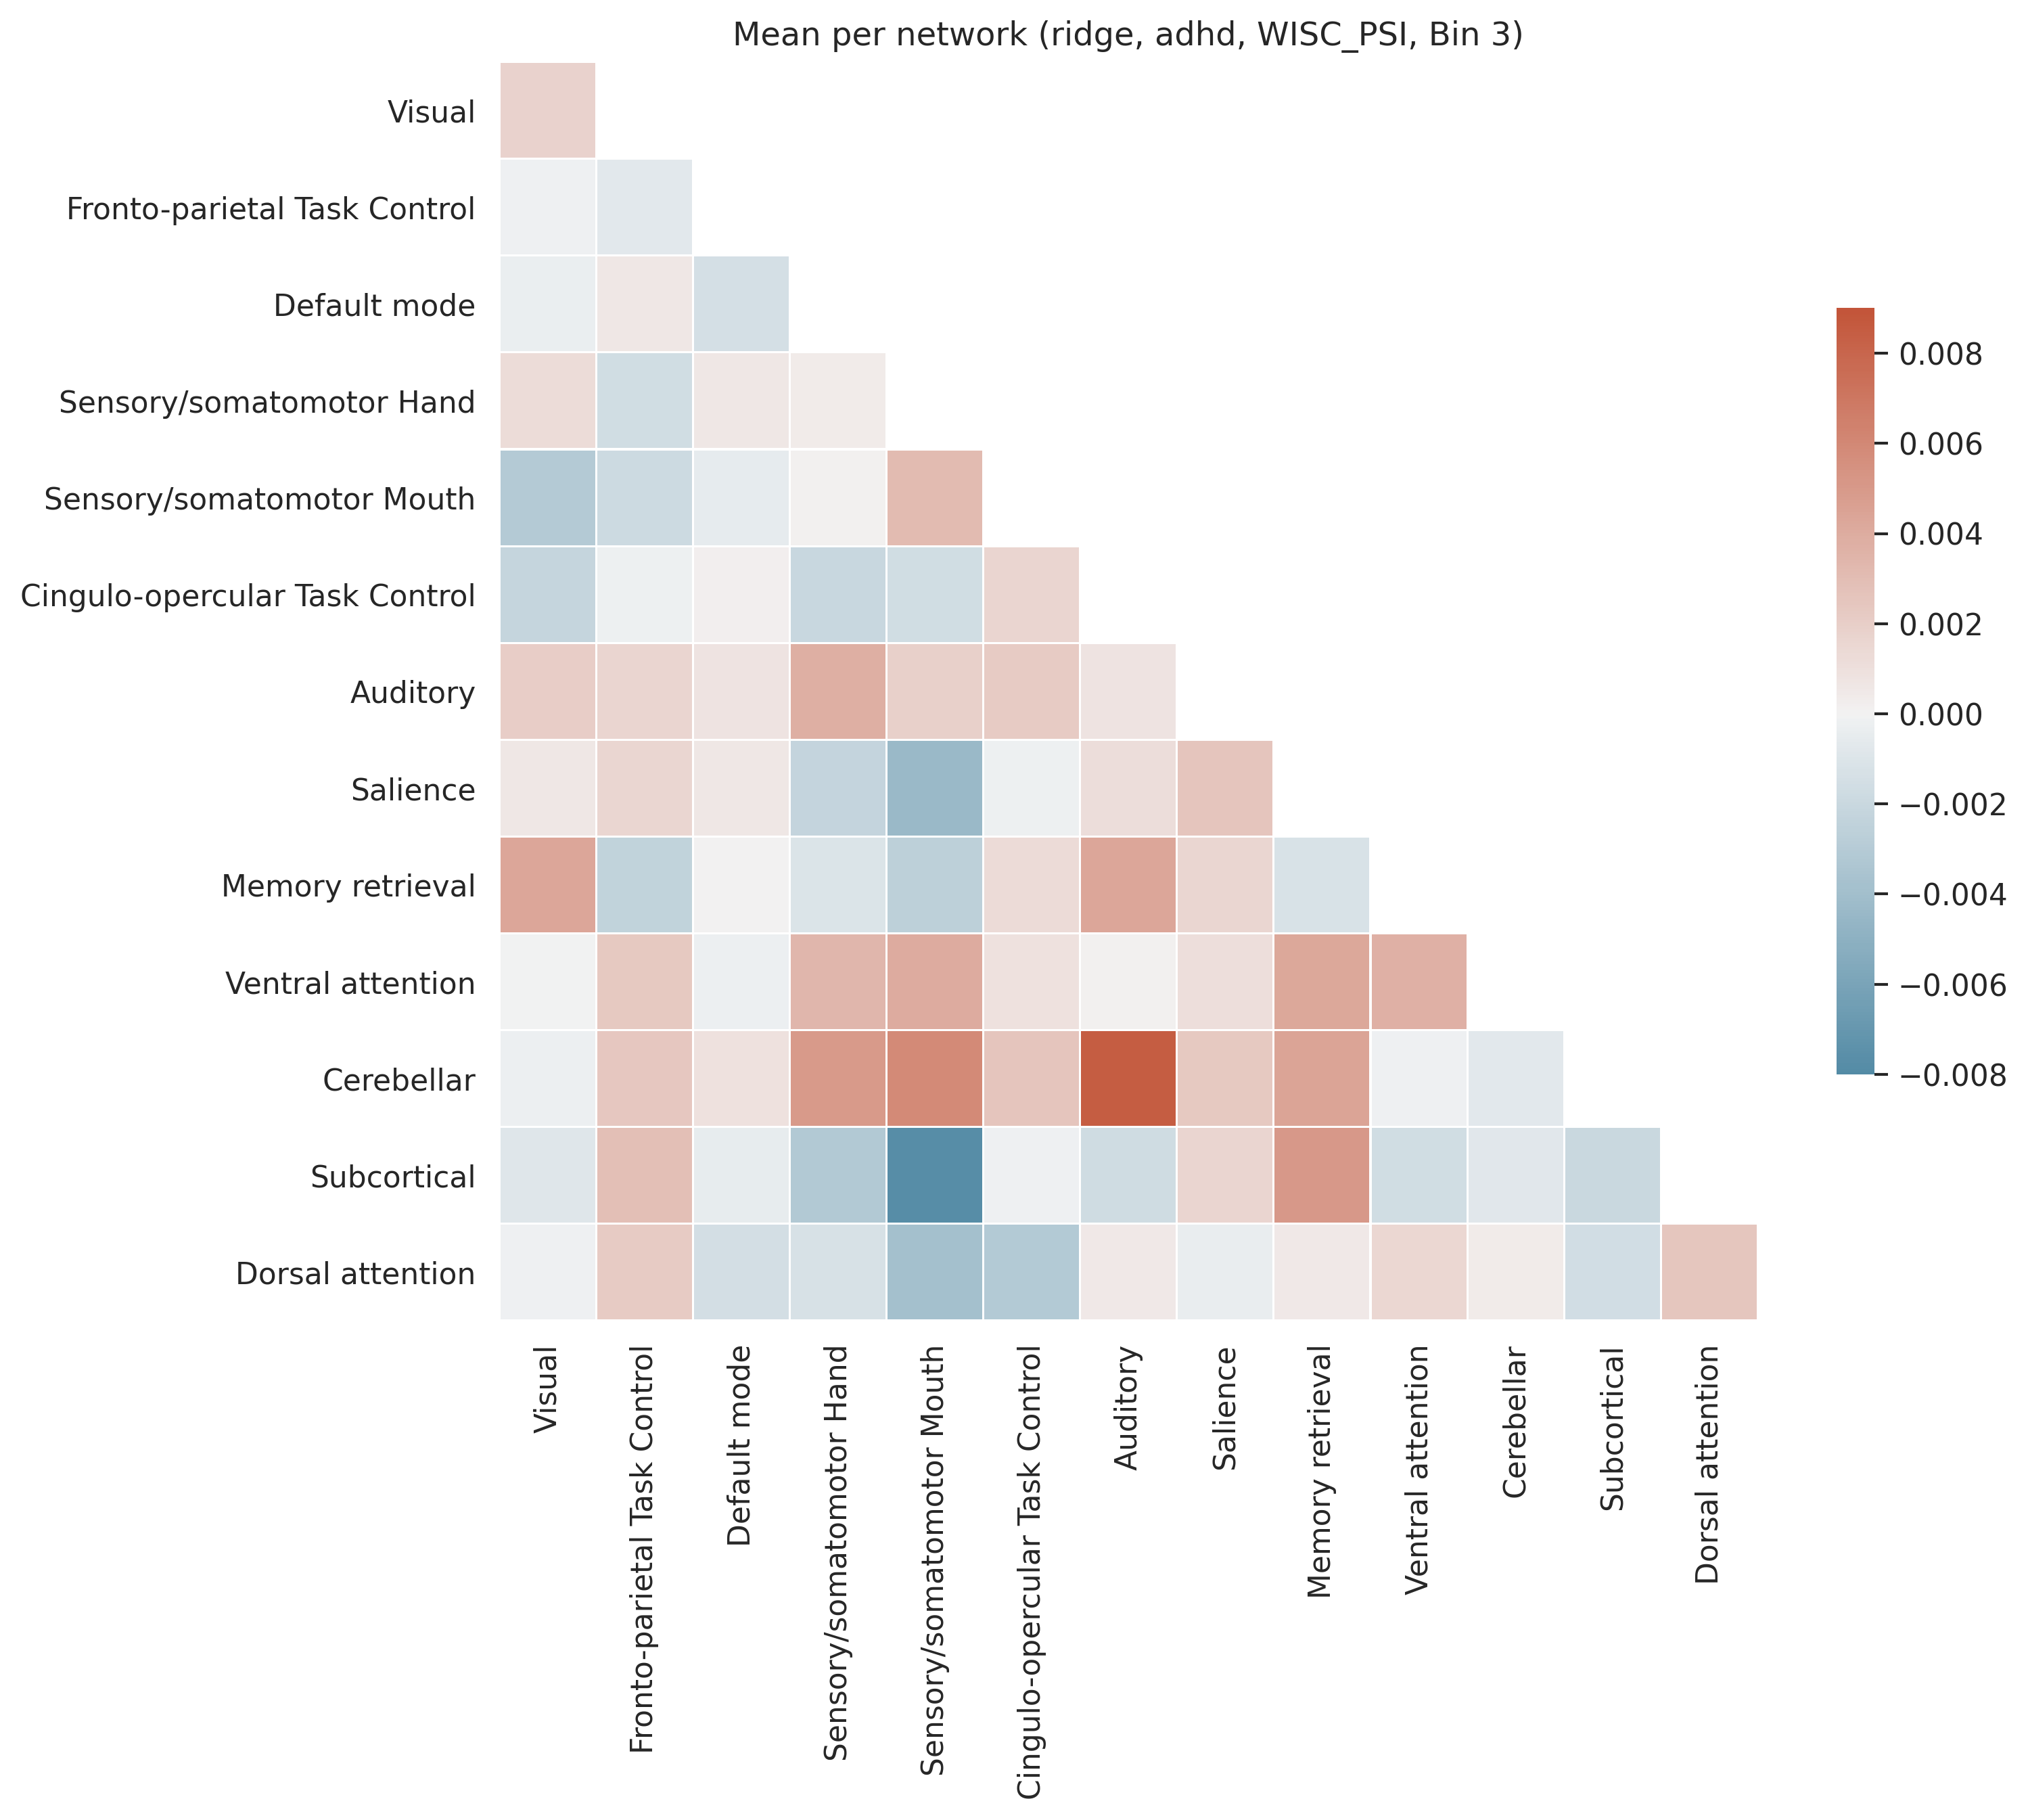 Mean per network (ridge, adhd, WISC_PSI, Bin 3)
Visual
Fronto-parietal Task Control
Default mode
Sensory/somatomotor Hand
Sensory/somatomotor Mouth
Cingulo-opercular Task Control
Auditory
Salience
Memory retrieval
Ventral attention
Cerebellar
Subcortical
Dorsal attention
Visual
Fronto-parietal Task Control
Default mode
Sensory/somatomotor Hand
Sensory/somatomotor Mouth
Cingulo-opercular Task Control
Auditory
Salience
Memory retrieval
Ventral attention
Cerebellar
Subcortical
Dorsal attention
0.008
0.006
0.004
0.002
0.000
−0.002
−0.004
−0.006
−0.008